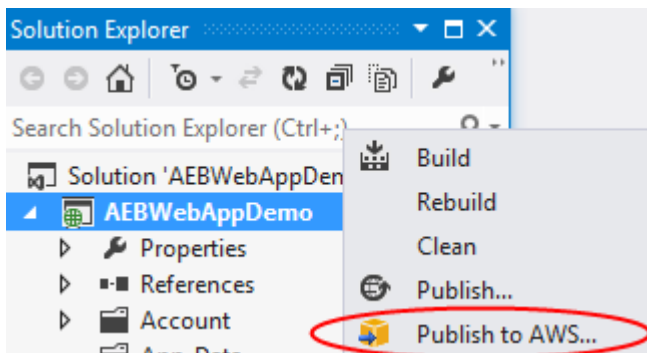 Solution Explorer
Search Solution Explorer (Ctrl+;)
Solution 'AEBWebAppDem
AEBWebAppDemo
Properties
References
Account
App_Data
Build
Rebuild
Clean
Publish...
Publish to AWS...